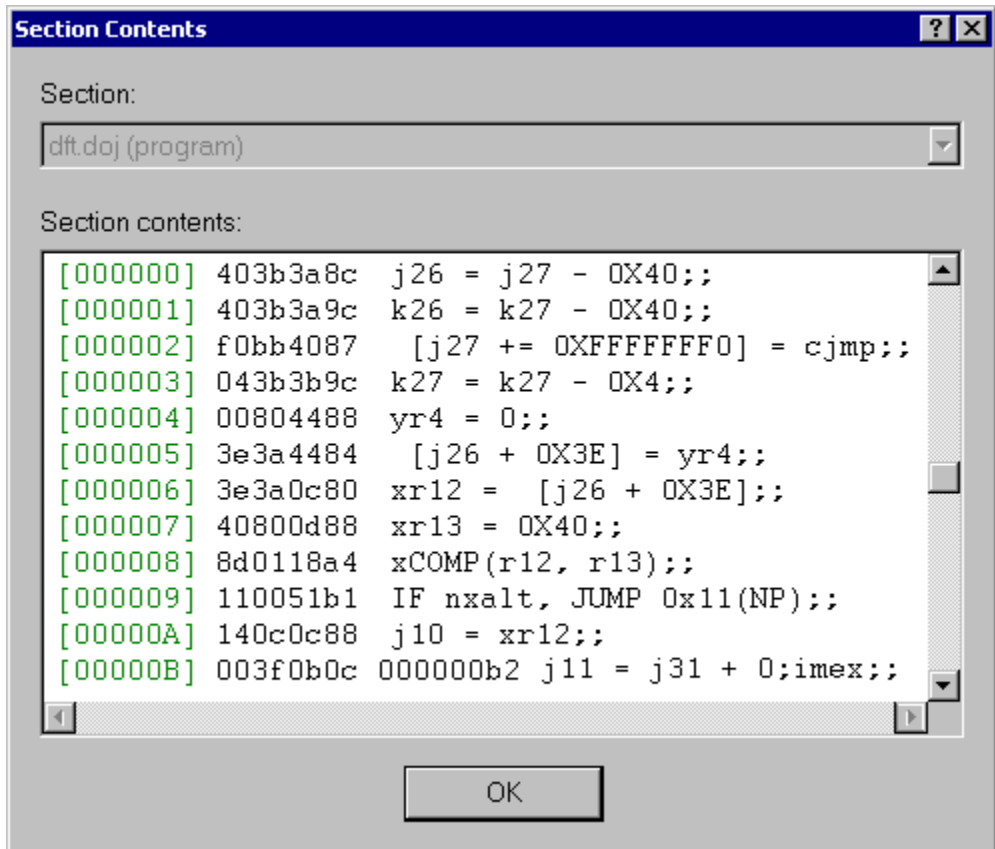 Section Contents
Section:
dft.doj (program)
Section contents:
[000000] 403b3a8c  j26 = j27 - 0X40;;
[000001] 403b3a9c  k26 = k27 - 0X40;;
[000002] f0bb4087   [j27 += 0XFFFFFFF0] = cjmp;;
[000003] 043b3b9c  k27 = k27 - 0X4;;
[000004] 00804488  yr4 = 0;;
[000005] 3e3a4484   [j26 + 0X3E] = yr4;;
[000006] 3e3a0c80  xr12 =  [j26 + 0X3E];;
[000007] 40800d88  xr13 = 0X40;;
[000008] 8d0118a4  xCOMP(r12, r13);;
[000009] 110051b1  IF nxalt, JUMP 0x11(NP);;
[00000A] 140c0c88  j10 = xr12;;
[00000B] 003f0b0c 000000b2 j11 = j31 + 0;imex;;
OK